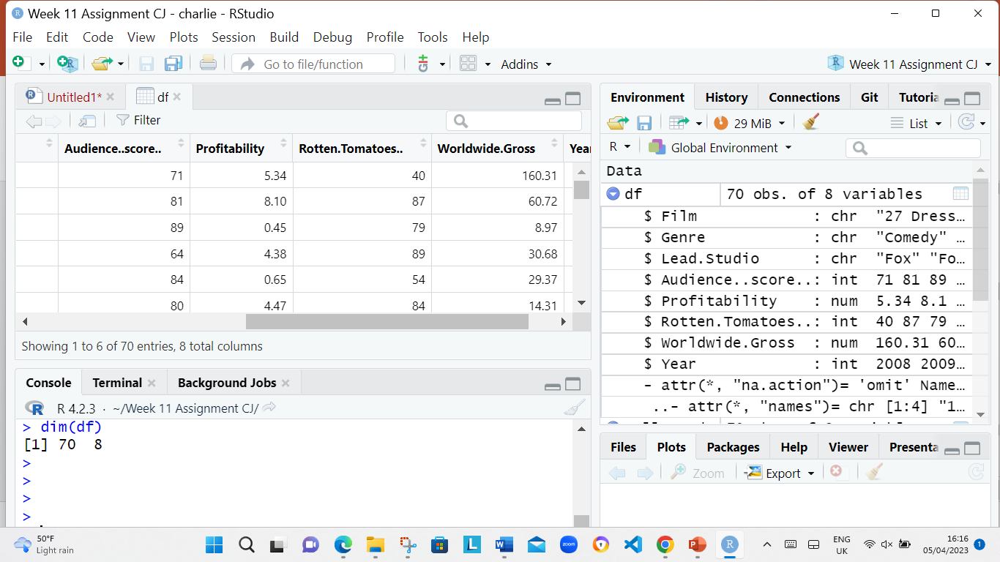 Week 11 Assignment CJ - charlie - RStudio
File Edit Code View Plots Session Build Debug Profile Tools Help
Go to file/function Addins Week 11 Assignment CJ
Untitled1* df
Filter
Audience..score.. Profitability Rotten.Tomatoes.. Worldwide.Gross Year
71 5.34 40 160.31
81 8.10 87 60.72
89 0.45 79 8.97
64 4.38 89 30.68
84 0.65 54 29.37
80 4.47 84 14.31
Showing 1 to 6 of 70 entries, 8 total columns
Console Terminal Background Jobs
R 4.2.3 · ~/Week 11 Assignment CJ/
> dim(df)
[1] 70 8
>
>
>
>
Environment History Connections Git Tutoria
29 MiB List
R Global Environment
Data
df 70 obs. of 8 variables
$ Film : chr "27 Dress…
$ Genre : chr "Comedy" …
$ Lead.Studio : chr "Fox" "Fo…
$ Audience..score..: int 71 81 89 …
$ Profitability : num 5.34 8.1 …
$ Rotten.Tomatoes..: int 40 87 79 …
$ Worldwide.Gross : num 160.31 60…
$ Year : int 2008 2009…
- attr(*, "na.action")= 'omit' Name…
..- attr(*, "names")= chr [1:4] "1…
Files Plots Packages Help Viewer Presenta
Zoom Export
50°F
Light rain
zoom
ENG
UK
16:16
05/04/2023
1